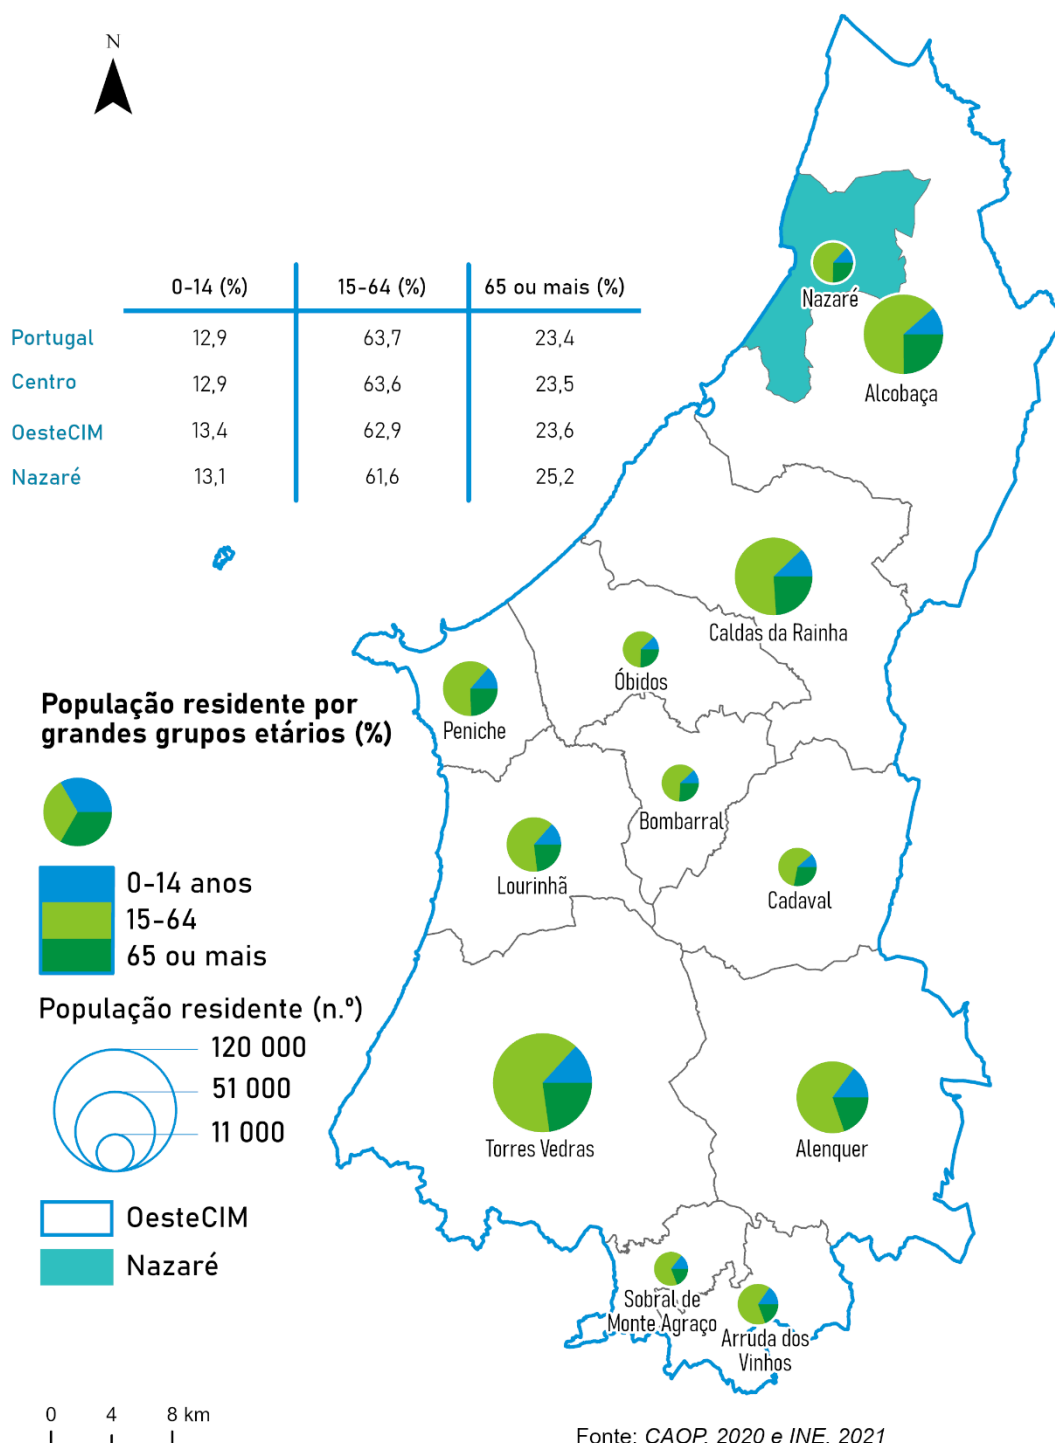 N
0-14 (%) 15-64 (%) 65 ou mais (%)
Portugal 12,9 63,7 23,4
Centro 12,9 63,6 23,5
OesteCIM 13,4 62,9 23,6
Nazaré 13,1 61,6 25,2
Nazaré
Alcobaça
Caldas da Rainha
Óbidos
Peniche
Bombarral
Lourinhã
Cadaval
Torres Vedras
Alenquer
Sobral de
Monte Agraço
Arruda dos
Vinhos
População residente por
grandes grupos etários (%)
0-14 anos
15-64
65 ou mais
População residente (n.º)
120 000
51 000
11 000
OesteCIM
Nazaré
0 4 8 km
Fonte: CAOP, 2020 e INE, 2021